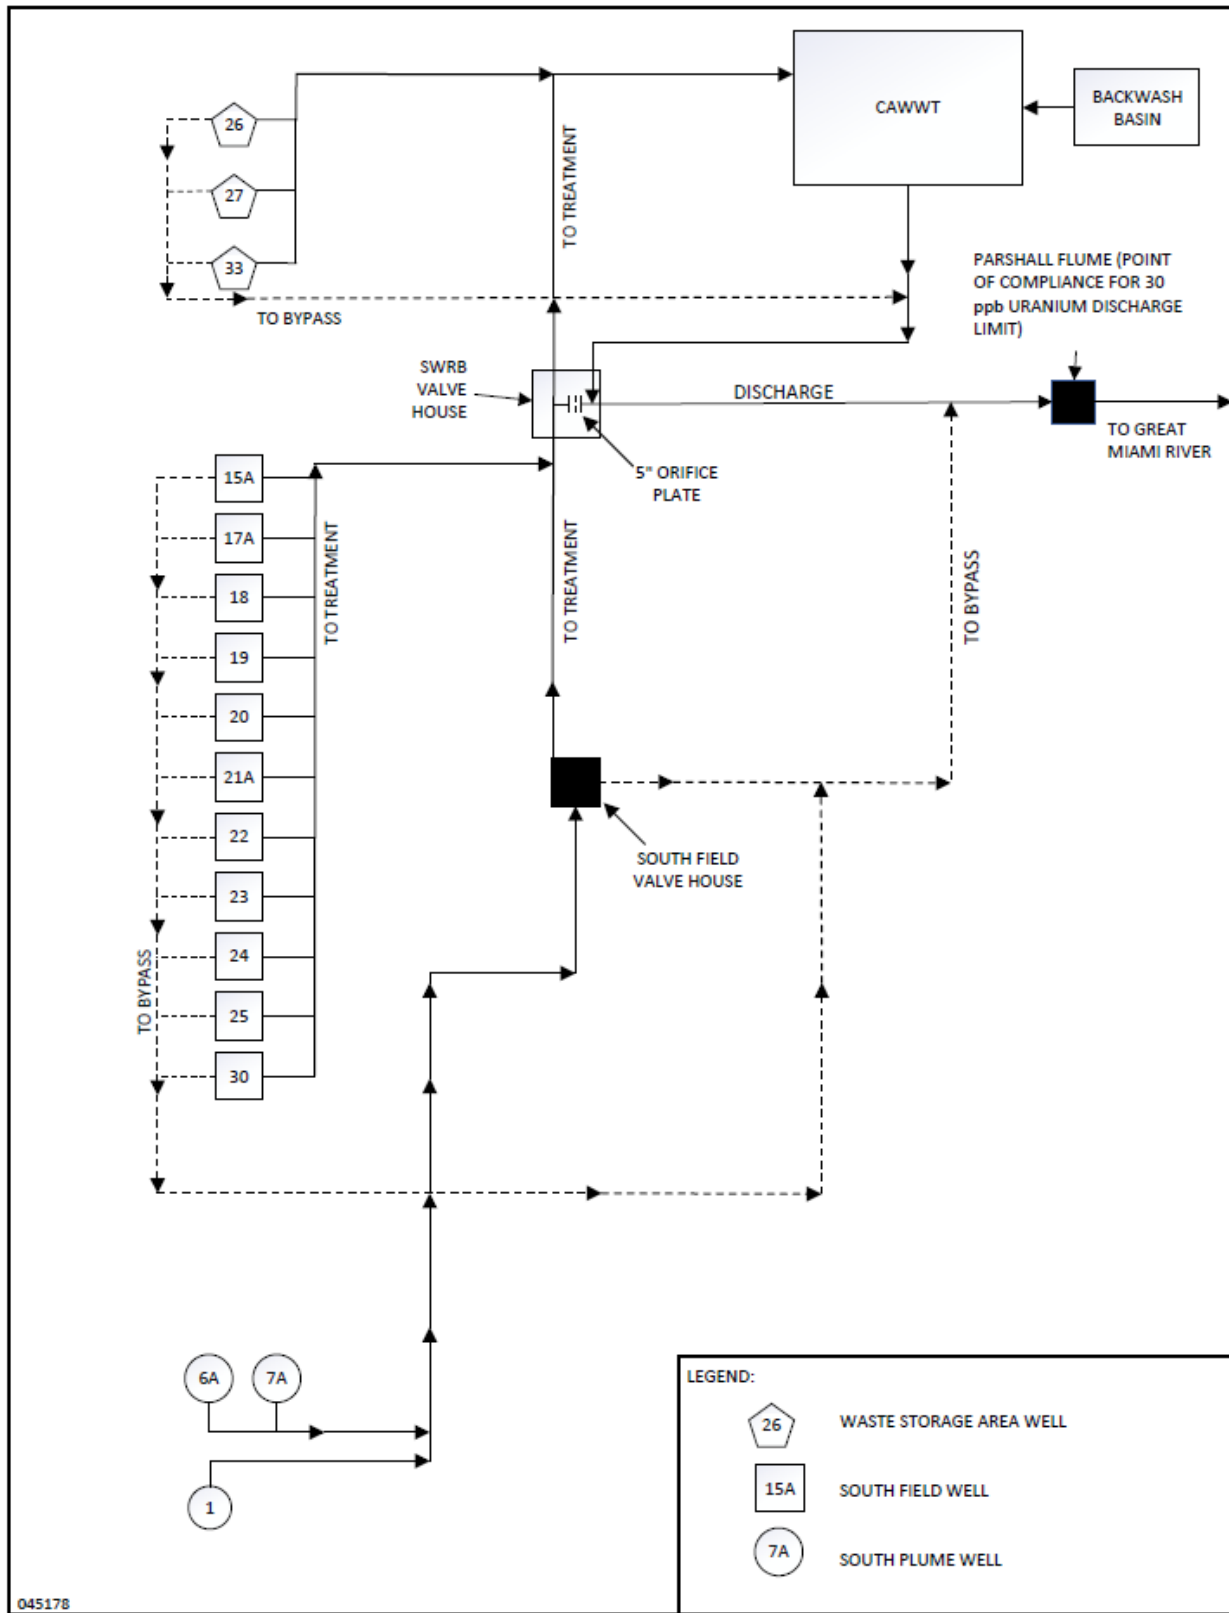 CAWWT
BACKWASH
BASIN
26
27
33
TO TREATMENT
TO BYPASS
PARSHALL FLUME (POINT
OF COMPLIANCE FOR 30
ppb URANIUM DISCHARGE
LIMIT)
SWRB
VALVE
HOUSE
DISCHARGE
TO GREAT
MIAMI RIVER
5" ORIFICE
PLATE
15A
17A
18
19
20
21A
22
23
24
25
30
TO TREATMENT
TO TREATMENT
TO BYPASS
TO BYPASS
SOUTH FIELD
VALVE HOUSE
6A
7A
1
LEGEND:
26 WASTE STORAGE AREA WELL
15A SOUTH FIELD WELL
7A SOUTH PLUME WELL
045178